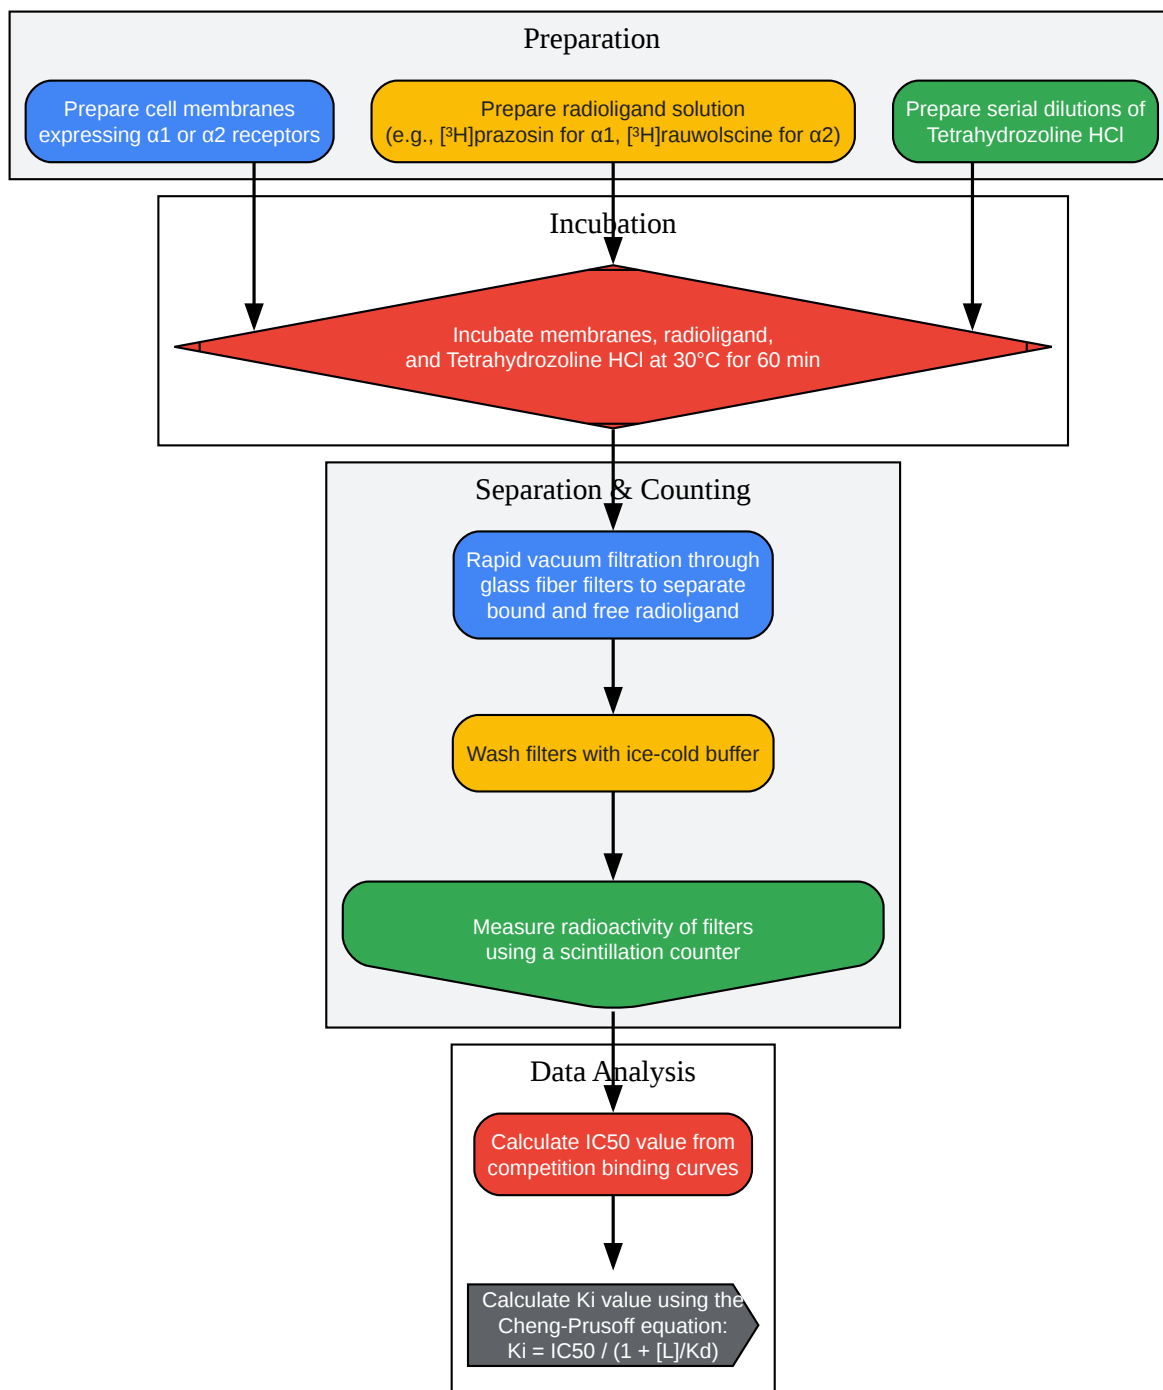 Preparation
Prepare cell membranes
expressing α1 or α2 receptors
Prepare radioligand solution
(e.g., [³H]prazosin for α1, [³H]rauwolscine for α2)
Prepare serial dilutions of
Tetrahydrozoline HCl
Incubation
Incubate membranes, radioligand,
and Tetrahydrozoline HCl at 30°C for 60 min
Separation & Counting
Rapid vacuum filtration through
glass fiber filters to separate
bound and free radioligand
Wash filters with ice-cold buffer
Measure radioactivity of filters
using a scintillation counter
Data Analysis
Calculate IC50 value from
competition binding curves
Calculate Ki value using the
Cheng-Prusoff equation:
Ki = IC50 / (1 + [L]/Kd)